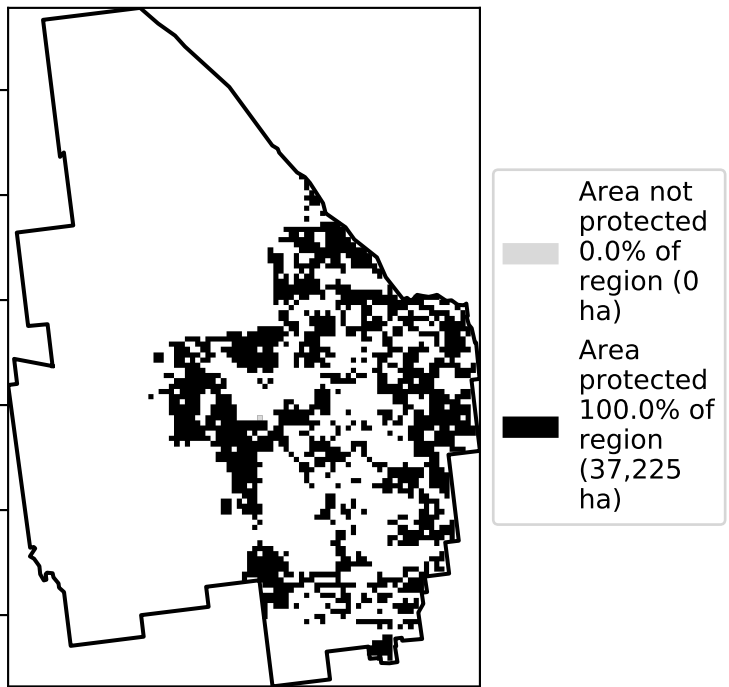 Area not
protected
0.0% of
region (0
ha)
Area
protected
100.0% of
region
(37,225
ha)